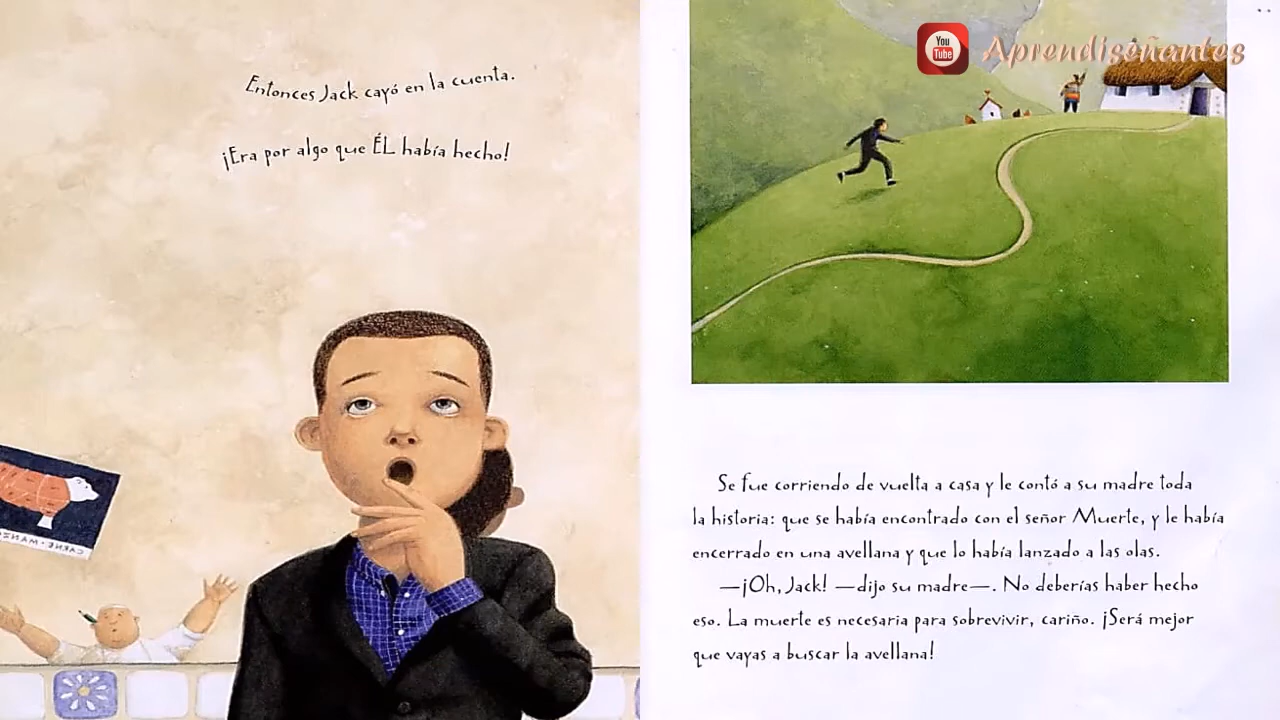 Entonces Jack cayó en la cuenta.
¡Era por algo que ÉL había hecho!
You
Tube
Aprendiseñantes
Se fue corriendo de vuelta a casa y le contó a su madre toda
la historia: que se había encontrado con el señor Muerte, y le había
encerrado en una avellana y que lo había lanzado a las olas.
—¡Oh, Jack! —dijo su madre—. No deberías haber hecho
eso. La muerte es necesaria para sobrevivir, cariño. ¡Será mejor
que vayas a buscar la avellana!